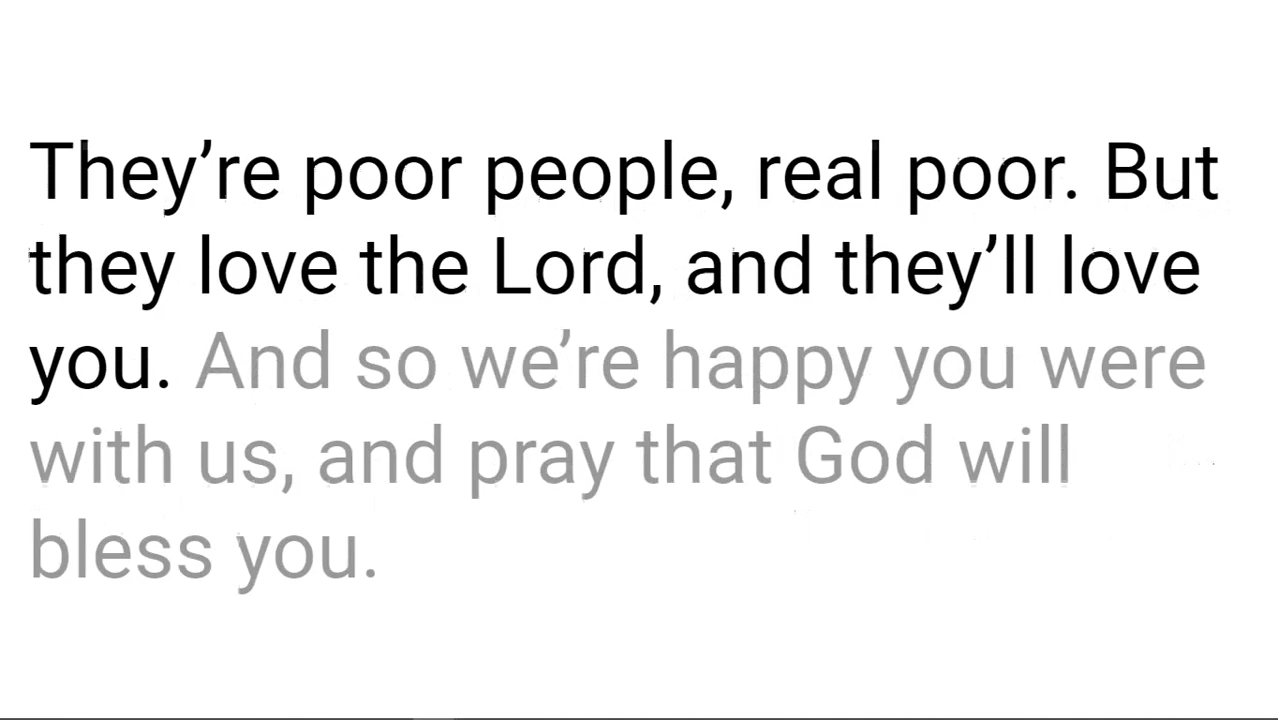 They’re poor people, real poor. But
they love the Lord, and they’ll love
you. And so we’re happy you were
with us, and pray that God will
bless you.